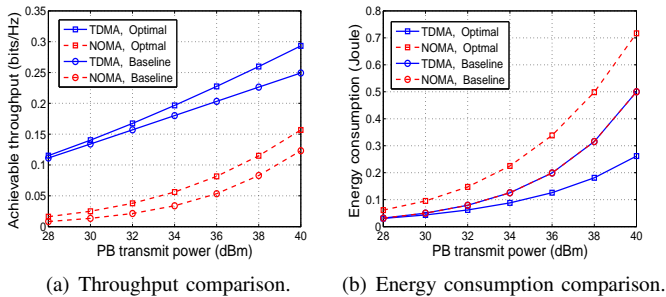 Achievable throughput (bits/Hz)
0.35
0.3
0.25
0.2
0.15
0.1
0.05
0
TDMA, Optimal
NOMA, Optmal
TDMA, Baseline
NOMA, Baseline
28 30 32 34 36 38 40
PB transmit power (dBm)
(a) Throughput comparison.
Energy consumption (Joule)
0.8
0.7
0.6
0.5
0.4
0.3
0.2
0.1
0
TDMA, Optimal
NOMA, Optmal
TDMA, Baseline
NOMA, Baseline
28 30 32 34 36 38 40
PB transmit power (dBm)
(b) Energy consumption comparison.